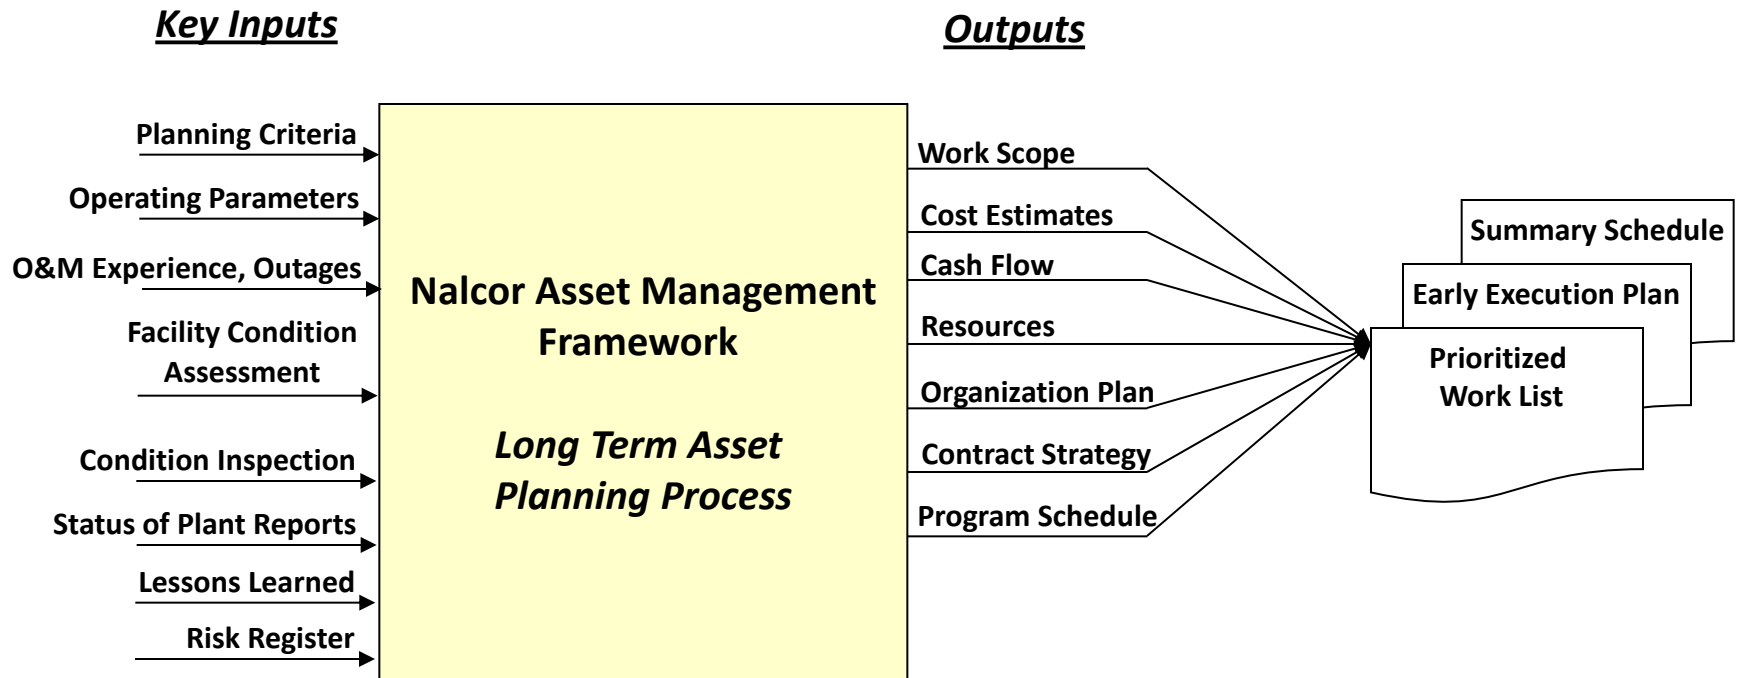 Key Inputs
Outputs
Planning Criteria
Operating Parameters
O&M Experience, Outages
Facility Condition
Assessment
Condition Inspection
Status of Plant Reports
Lessons Learned
Risk Register
Nalcor Asset Management
Framework
Long Term Asset
Planning Process
Work Scope
Cost Estimates
Cash Flow
Resources
Organization Plan
Contract Strategy
Program Schedule
Summary Schedule
Early Execution Plan
Prioritized
Work List